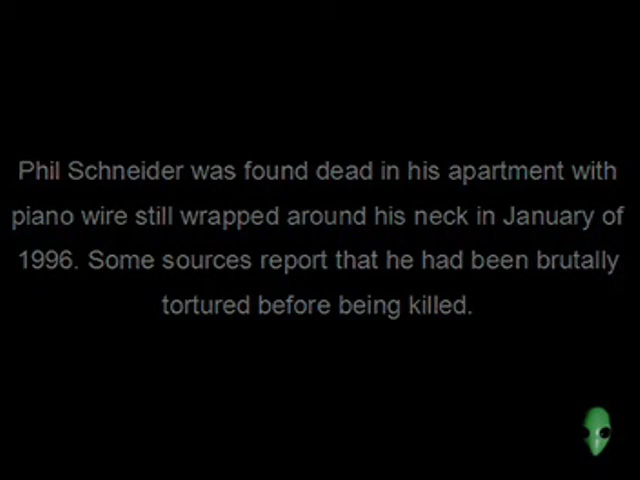 Phil Schneider was found dead in his apartment with
piano wire still wrapped around his neck in January of
1996. Some sources report that he had been brutally
tortured before being killed.